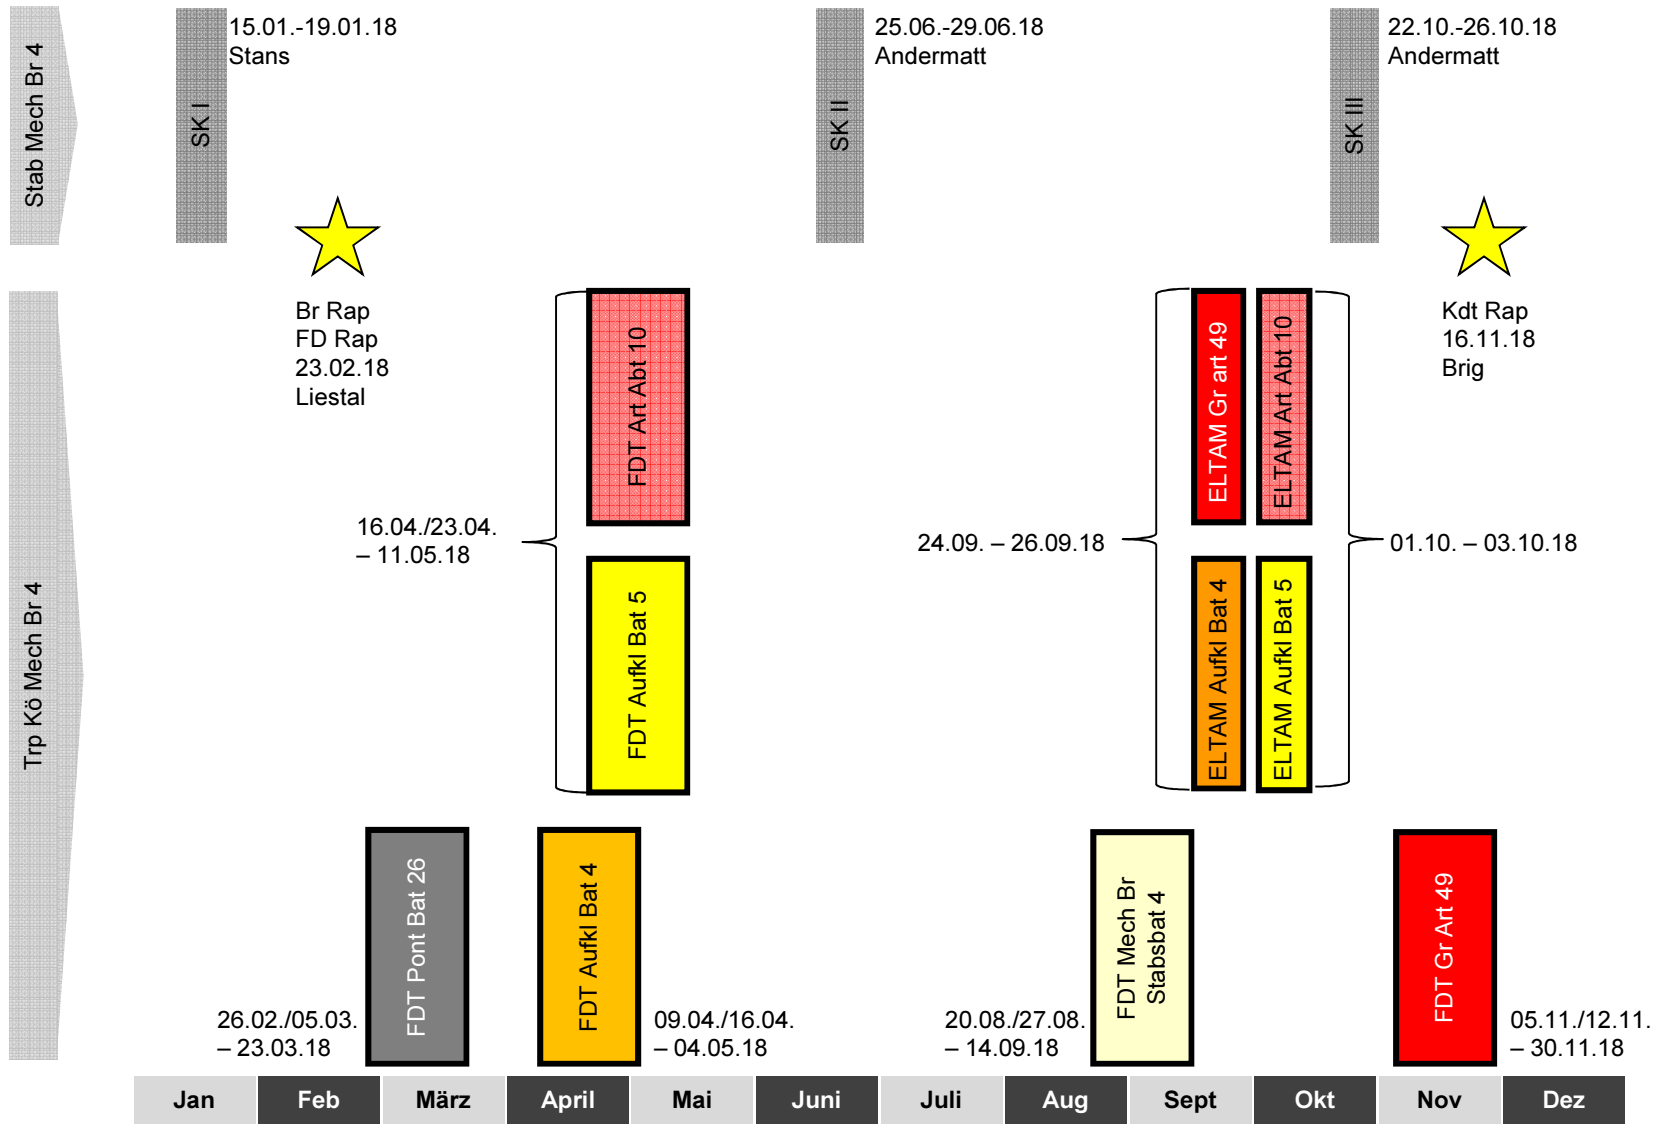 Stab Mech Br 4
SK I
15.01.-19.01.18
Stans
SK II
25.06.-29.06.18
Andermatt
SK III
22.10.-26.10.18
Andermatt
Br Rap
FD Rap
23.02.18
Liestal
Kdt Rap
16.11.18
Brig
Trp Kö Mech Br 4
16.04./23.04.
– 11.05.18
FDT Art Abt 10
FDT Aufkl Bat 5
24.09. – 26.09.18
ELTAM Gr art 49
ELTAM Aufkl Bat 4
ELTAM Art Abt 10
ELTAM Aufkl Bat 5
01.10. – 03.10.18
26.02./05.03.
– 23.03.18
FDT Pont Bat 26
FDT Aufkl Bat 4
09.04./16.04.
– 04.05.18
20.08./27.08.
– 14.09.18
FDT Mech Br
Stabsbat 4
FDT Gr Art 49
05.11./12.11.
– 30.11.18
Jan Feb März April Mai Juni Juli Aug Sept Okt Nov Dez